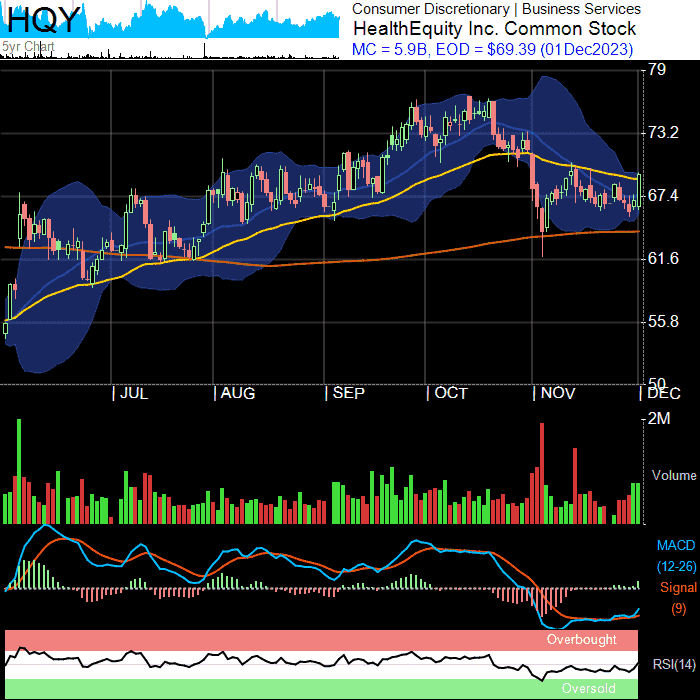 HQY
5yr Chart
Consumer Discretionary | Business Services
HealthEquity Inc. Common Stock
MC = 5.9B, EOD = $69.39 (01Dec2023)
79
73.2
67.4
61.6
55.8
50
JUL
AUG
SEP
OCT
NOV
DEC
2M
Volume
MACD
(12-26)
Signal
(9)
Overbought
RSI(14)
Oversold